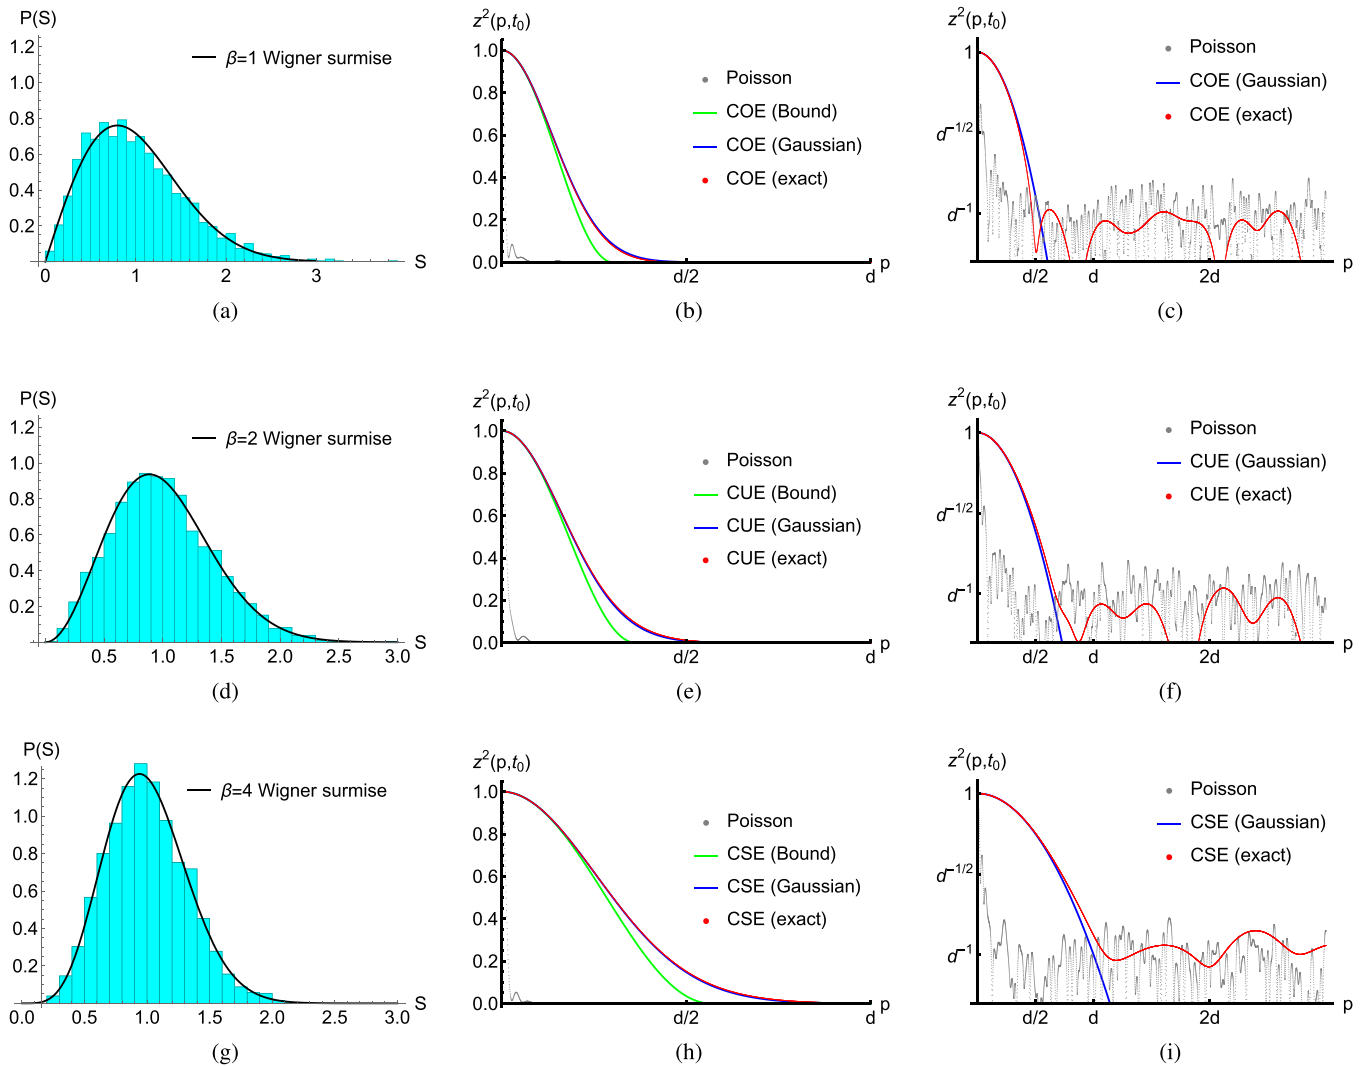 P(S)
1.2
1.0
0.8
0.6
0.4
0.2
0
1
2
3
S
β=1 Wigner surmise
(a)
z²(p,t₀)
1.0
0.8
0.6
0.4
0.2
0.0
d/2
d
p
Poisson
COE (Bound)
COE (Gaussian)
COE (exact)
(b)
z²(p,t₀)
1
d⁻¹/²
d⁻¹
d/2
d
2d
p
Poisson
COE (Gaussian)
COE (exact)
(c)
P(S)
1.2
1.0
0.8
0.6
0.4
0.2
0.5
1.0
1.5
2.0
2.5
3.0
S
β=2 Wigner surmise
(d)
z²(p,t₀)
1.0
0.8
0.6
0.4
0.2
0.0
d/2
d
p
Poisson
CUE (Bound)
CUE (Gaussian)
CUE (exact)
(e)
z²(p,t₀)
1
d⁻¹/²
d⁻¹
d/2
d
2d
p
Poisson
CUE (Gaussian)
CUE (exact)
(f)
P(S)
1.2
1.0
0.8
0.6
0.4
0.2
0.5
1.0
1.5
2.0
2.5
3.0
S
β=4 Wigner surmise
(g)
z²(p,t₀)
1.0
0.8
0.6
0.4
0.2
0.0
d/2
d
p
Poisson
CSE (Bound)
CSE (Gaussian)
CSE (exact)
(h)
z²(p,t₀)
1
d⁻¹/²
d⁻¹
d/2
d
2d
p
Poisson
CSE (Gaussian)
CSE (exact)
(i)